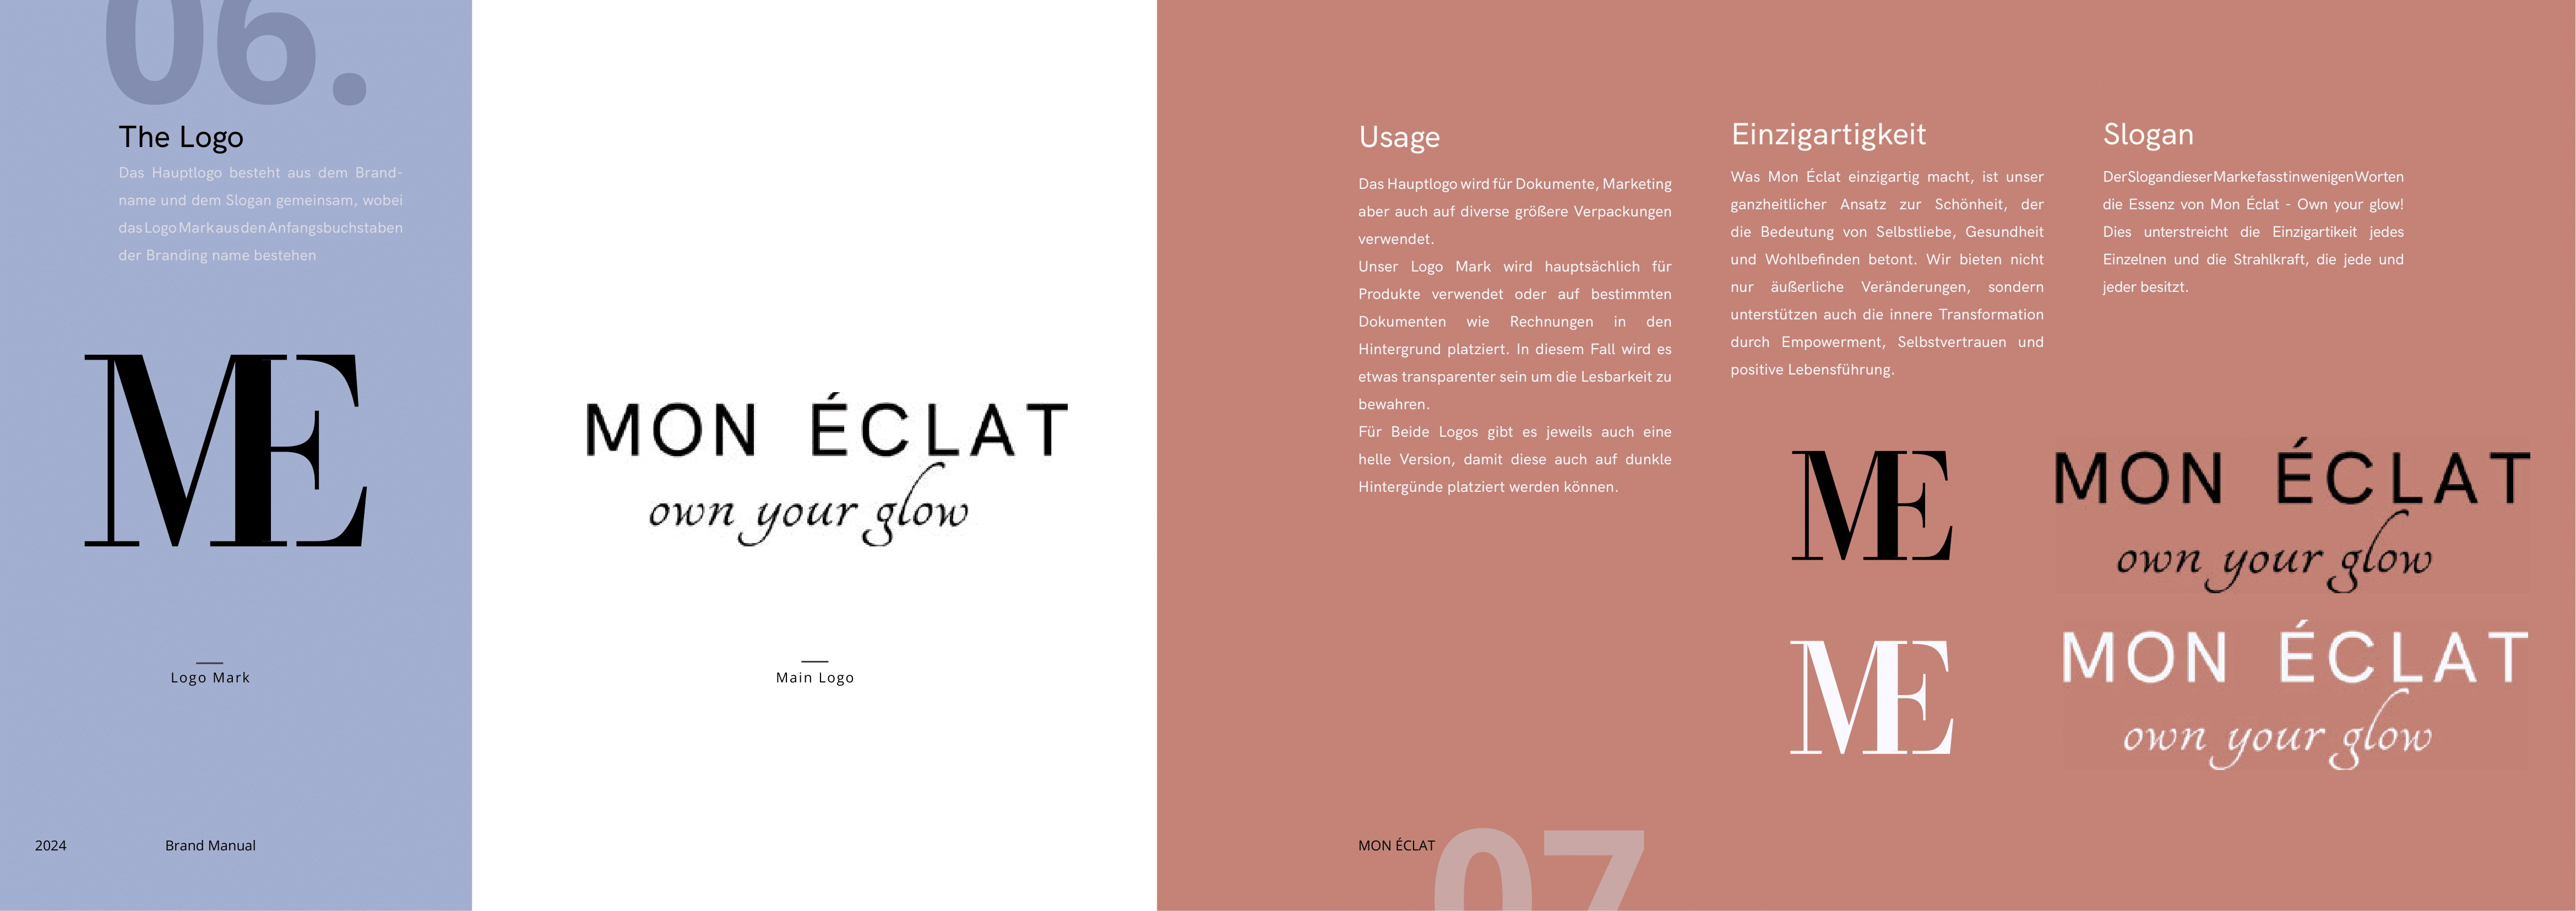 06.
The Logo
Das Hauptlogo besteht aus dem Brand-
name und dem Slogan gemeinsam, wobei
das Logo Mark aus den Anfangsbuchstaben
der Branding name bestehen
ME
Logo Mark
2024
Brand Manual
MON ÉCLAT
own your glow
Main Logo
Usage
Das Hauptlogo wird für Dokumente, Marketing
aber auch auf diverse größere Verpackungen
verwendet.
Unser Logo Mark wird hauptsächlich für
Produkte verwendet oder auf bestimmten
Dokumenten wie Rechnungen in den
Hintergrund platziert. In diesem Fall wird es
etwas transparenter sein um die Lesbarkeit zu
bewahren.
Für Beide Logos gibt es jeweils auch eine
helle Version, damit diese auch auf dunkle
Hintergünde platziert werden können.
Einzigartigkeit
Was Mon Éclat einzigartig macht, ist unser
ganzheitlicher Ansatz zur Schönheit, der
die Bedeutung von Selbstliebe, Gesundheit
und Wohlbefinden betont. Wir bieten nicht
nur äußerliche Veränderungen, sondern
unterstützen auch die innere Transformation
durch Empowerment, Selbstvertrauen und
positive Lebensführung.
Slogan
Der Slogan dieser Marke fasst in wenigen Worten
die Essenz von Mon Éclat - Own your glow!
Dies unterstreicht die Einzigartikeit jedes
Einzelnen und die Strahlkraft, die jede und
jeder besitzt.
ME
MON ÉCLAT
own your glow
ME
MON ÉCLAT
own your glow
MON ÉCLAT
07